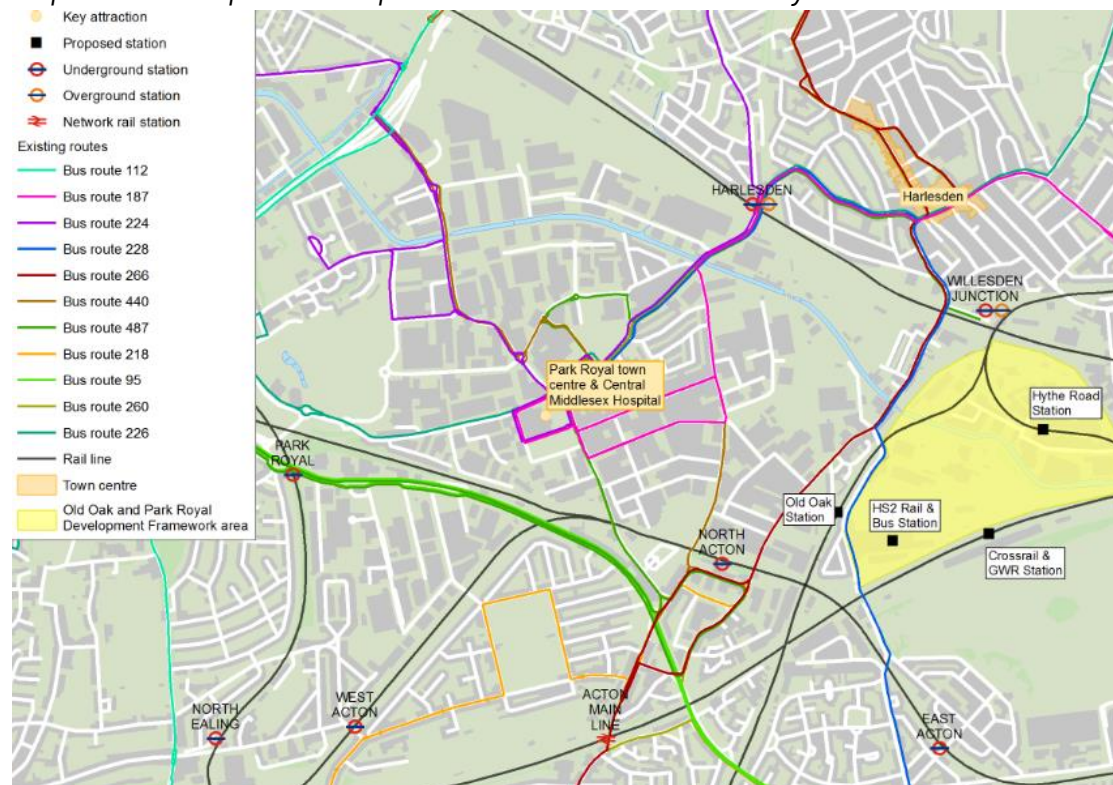 Key attraction
Proposed station
Underground station
Overground station
Network rail station
Existing routes
Bus route 112
Bus route 187
Bus route 224
Bus route 228
Bus route 266
Bus route 440
Bus route 487
Bus route 218
Bus route 95
Bus route 260
Bus route 226
Rail line
Town centre
Old Oak and Park Royal
Development Framework area
HARLESDEN
Harlesden
WILLESDEN
JUNCTION
Park Royal town
centre & Central
Middlesex Hospital
Hythe Road
Station
PARK
ROYAL
Old Oak
Station
HS2 Rail &
Bus Station
Crossrail &
GWR Station
NORTH
ACTON
NORTH
EALING
WEST
ACTON
ACTON
MAIN
LINE
EAST
ACTON